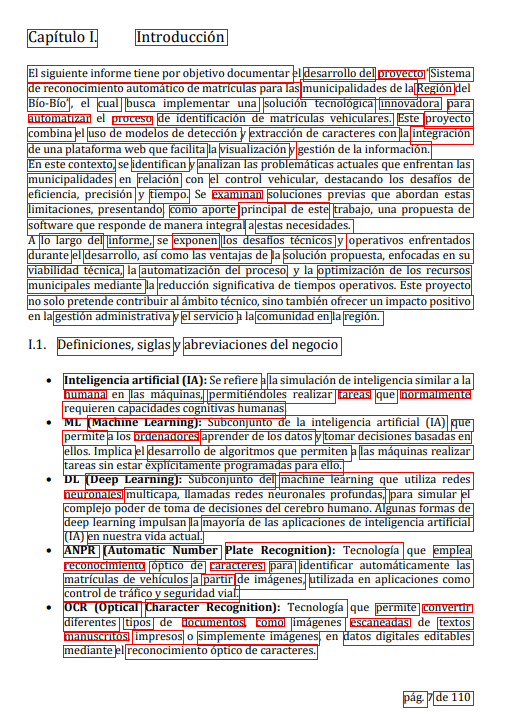 Capítulo I. Introducción
El siguiente informe tiene por objetivo documentar el desarrollo del proyecto "Sistema
de reconocimiento automático de matrículas para las municipalidades de la Región del
Bío-Bío", el cual busca implementar una solución tecnológica innovadora para
automatizar el proceso de identificación de matrículas vehiculares. Este proyecto
combina el uso de modelos de detección y extracción de caracteres con la integración
de una plataforma web que facilita la visualización y gestión de la información.
En este contexto, se identifican y analizan las problemáticas actuales que enfrentan las
municipalidades en relación con el control vehicular, destacando los desafíos de
eficiencia, precisión y tiempo. Se examinan soluciones previas que abordan estas
limitaciones, presentando, como aporte principal de este trabajo, una propuesta de
software que responde de manera integral a estas necesidades.
A lo largo del informe, se exponen los desafíos técnicos y operativos enfrentados
durante el desarrollo, así como las ventajas de la solución propuesta, enfocadas en su
viabilidad técnica, la automatización del proceso y la optimización de los recursos
municipales mediante la reducción significativa de tiempos operativos. Este proyecto
no solo pretende contribuir al ámbito técnico, sino también ofrecer un impacto positivo
en la gestión administrativa y el servicio a la comunidad en la región.
I.1. Definiciones, siglas y abreviaciones del negocio
• Inteligencia artificial (IA): Se refiere a la simulación de inteligencia similar a la
humana en las máquinas, permitiéndoles realizar tareas que normalmente
requieren capacidades cognitivas humanas.
• ML (Machine Learning): Subconjunto de la inteligencia artificial (IA) que
permite a los ordenadores aprender de los datos y tomar decisiones basadas en
ellos. Implica el desarrollo de algoritmos que permiten a las máquinas realizar
tareas sin estar explícitamente programadas para ello.
• DL (Deep Learning): Subconjunto del machine learning que utiliza redes
neuronales multicapa, llamadas redes neuronales profundas, para simular el
complejo poder de toma de decisiones del cerebro humano. Algunas formas de
deep learning impulsan la mayoría de las aplicaciones de inteligencia artificial
(IA) en nuestra vida actual.
• ANPR (Automatic Number Plate Recognition): Tecnología que emplea
reconocimiento óptico de caracteres para identificar automáticamente las
matrículas de vehículos a partir de imágenes, utilizada en aplicaciones como
control de tráfico y seguridad vial.
• OCR (Optical Character Recognition): Tecnología que permite convertir
diferentes tipos de documentos, como imágenes escaneadas de textos
manuscritos, impresos o simplemente imágenes, en datos digitales editables
mediante el reconocimiento óptico de caracteres.
pág. 7 de 110